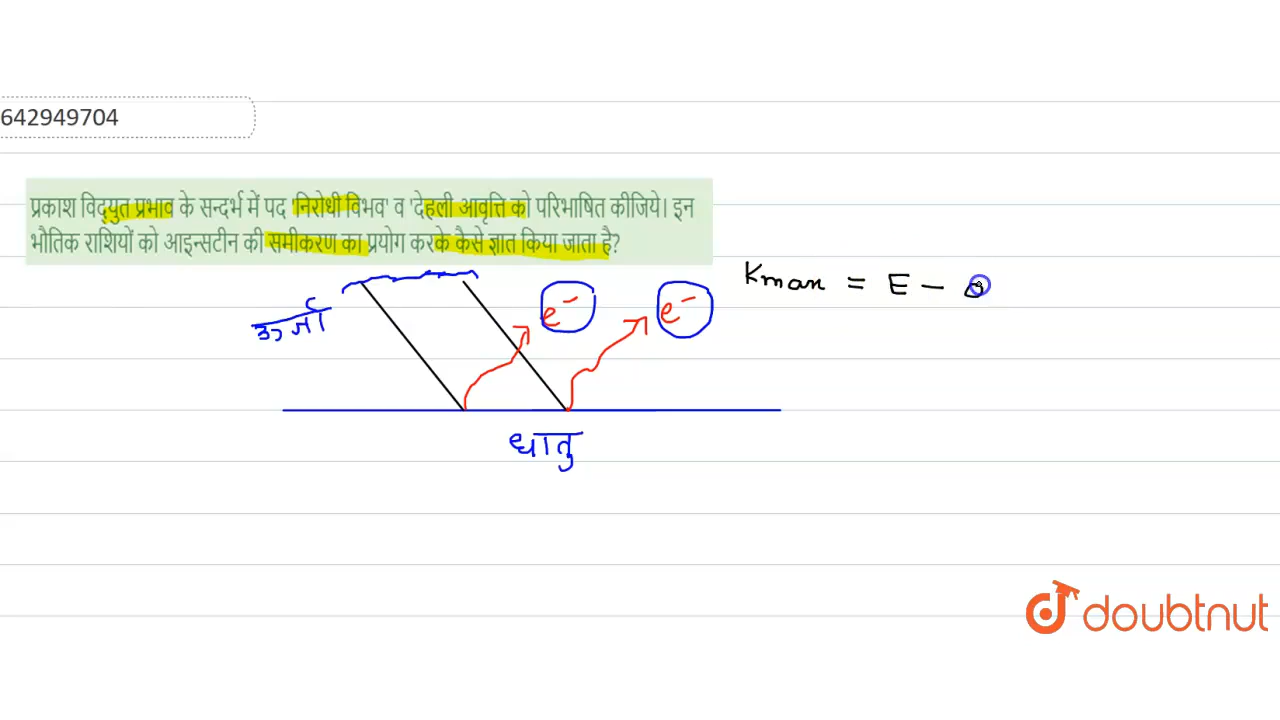 642949704
प्रकाश विद्युत प्रभाव के सन्दर्भ में पद 'निरोधी विभव' व 'देहली आवृत्ति को परिभाषित कीजिये। इन
भौतिक राशियों को आइन्सटीन की समीकरण का प्रयोग करके कैसे ज्ञात किया जाता है?
Kmax = E -
ऊर्जा
e⁻ e⁻
धातु
doubtnut